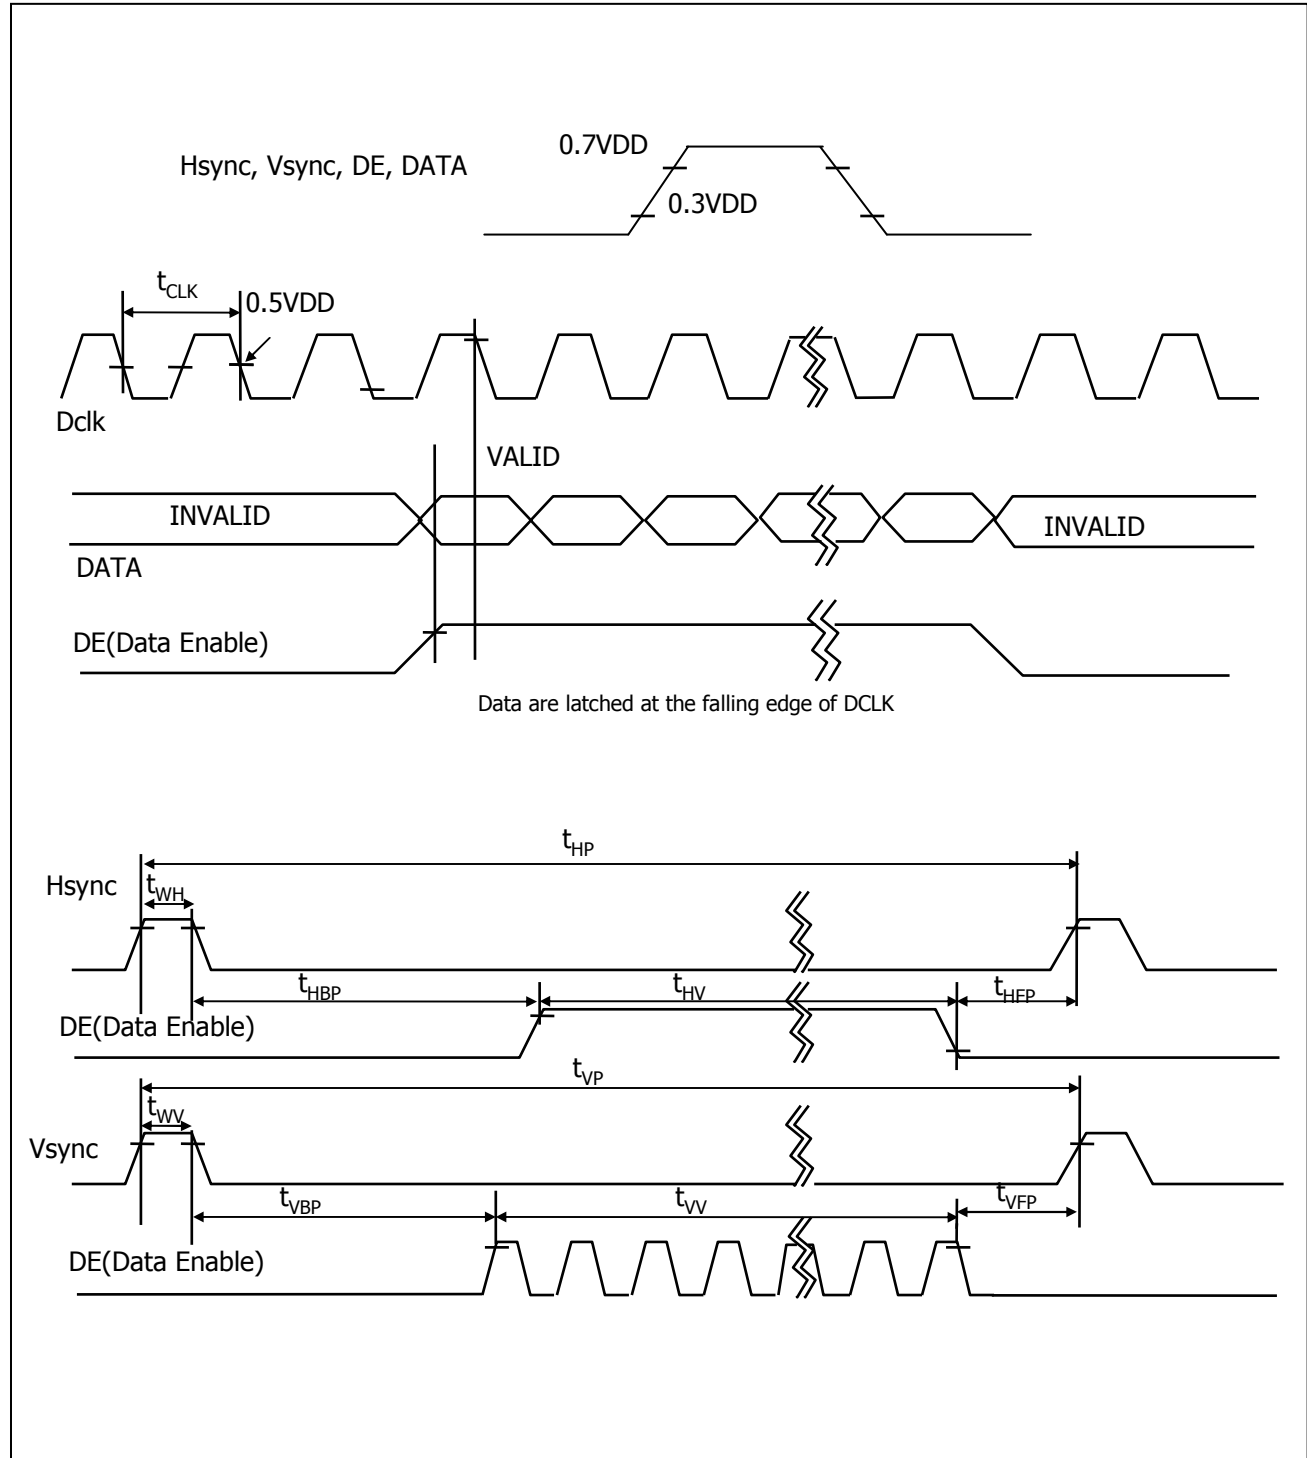 0.7VDD
Hsync, Vsync, DE, DATA
0.3VDD
tCLK
0.5VDD
Dclk
VALID
INVALID
INVALID
DATA
DE(Data Enable)
Data are latched at the falling edge of DCLK
tHP
Hsync
tWH
tHBP
tHV
tHFP
DE(Data Enable)
tVP
tWV
Vsync
tVBP
tVV
tVFP
DE(Data Enable)